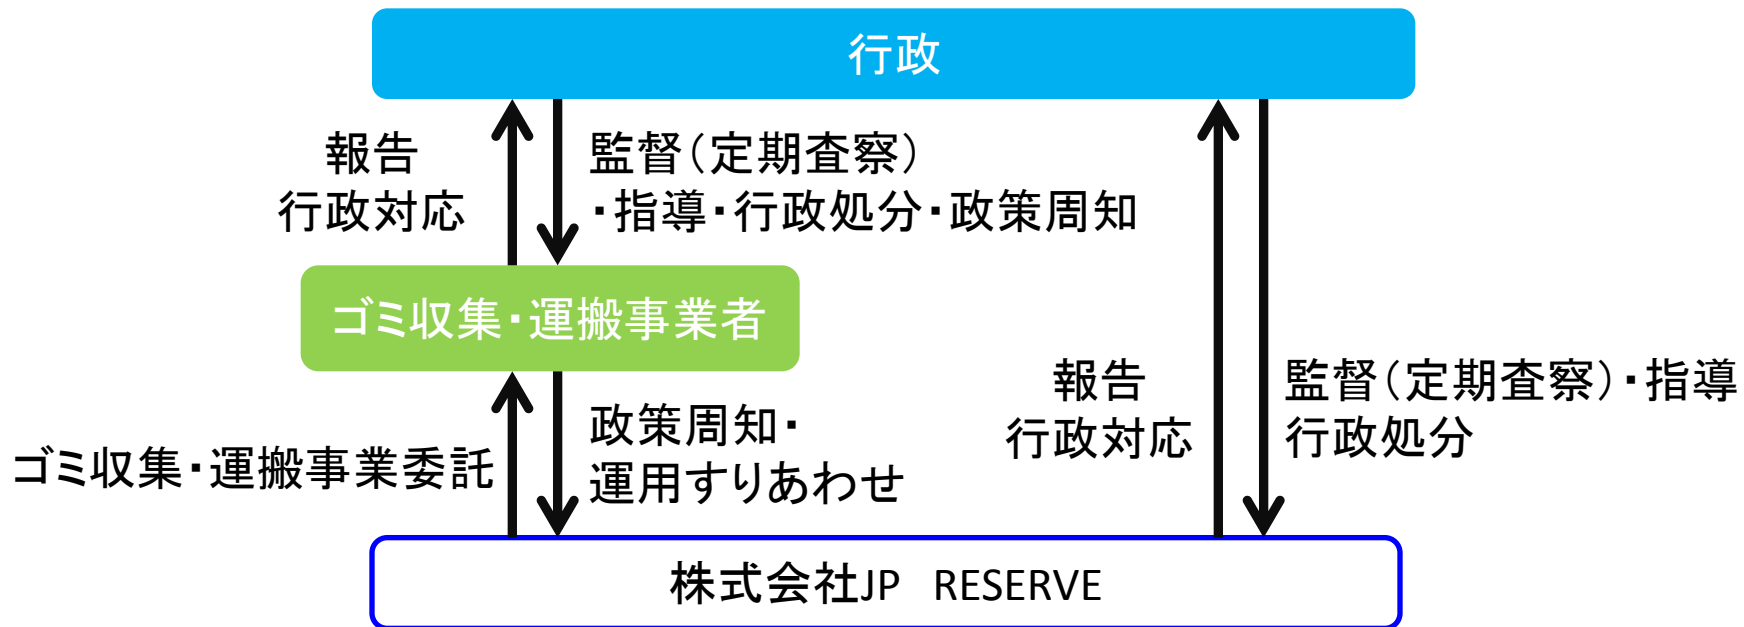 行政
報告
行政対応
監督（定期査察）
・指導・行政処分・政策周知
ゴミ収集・運搬事業者
ゴミ収集・運搬事業委託
政策周知・
運用すりあわせ
報告
行政対応
監督（定期査察）・指導
行政処分
株式会社JP　RESERVE